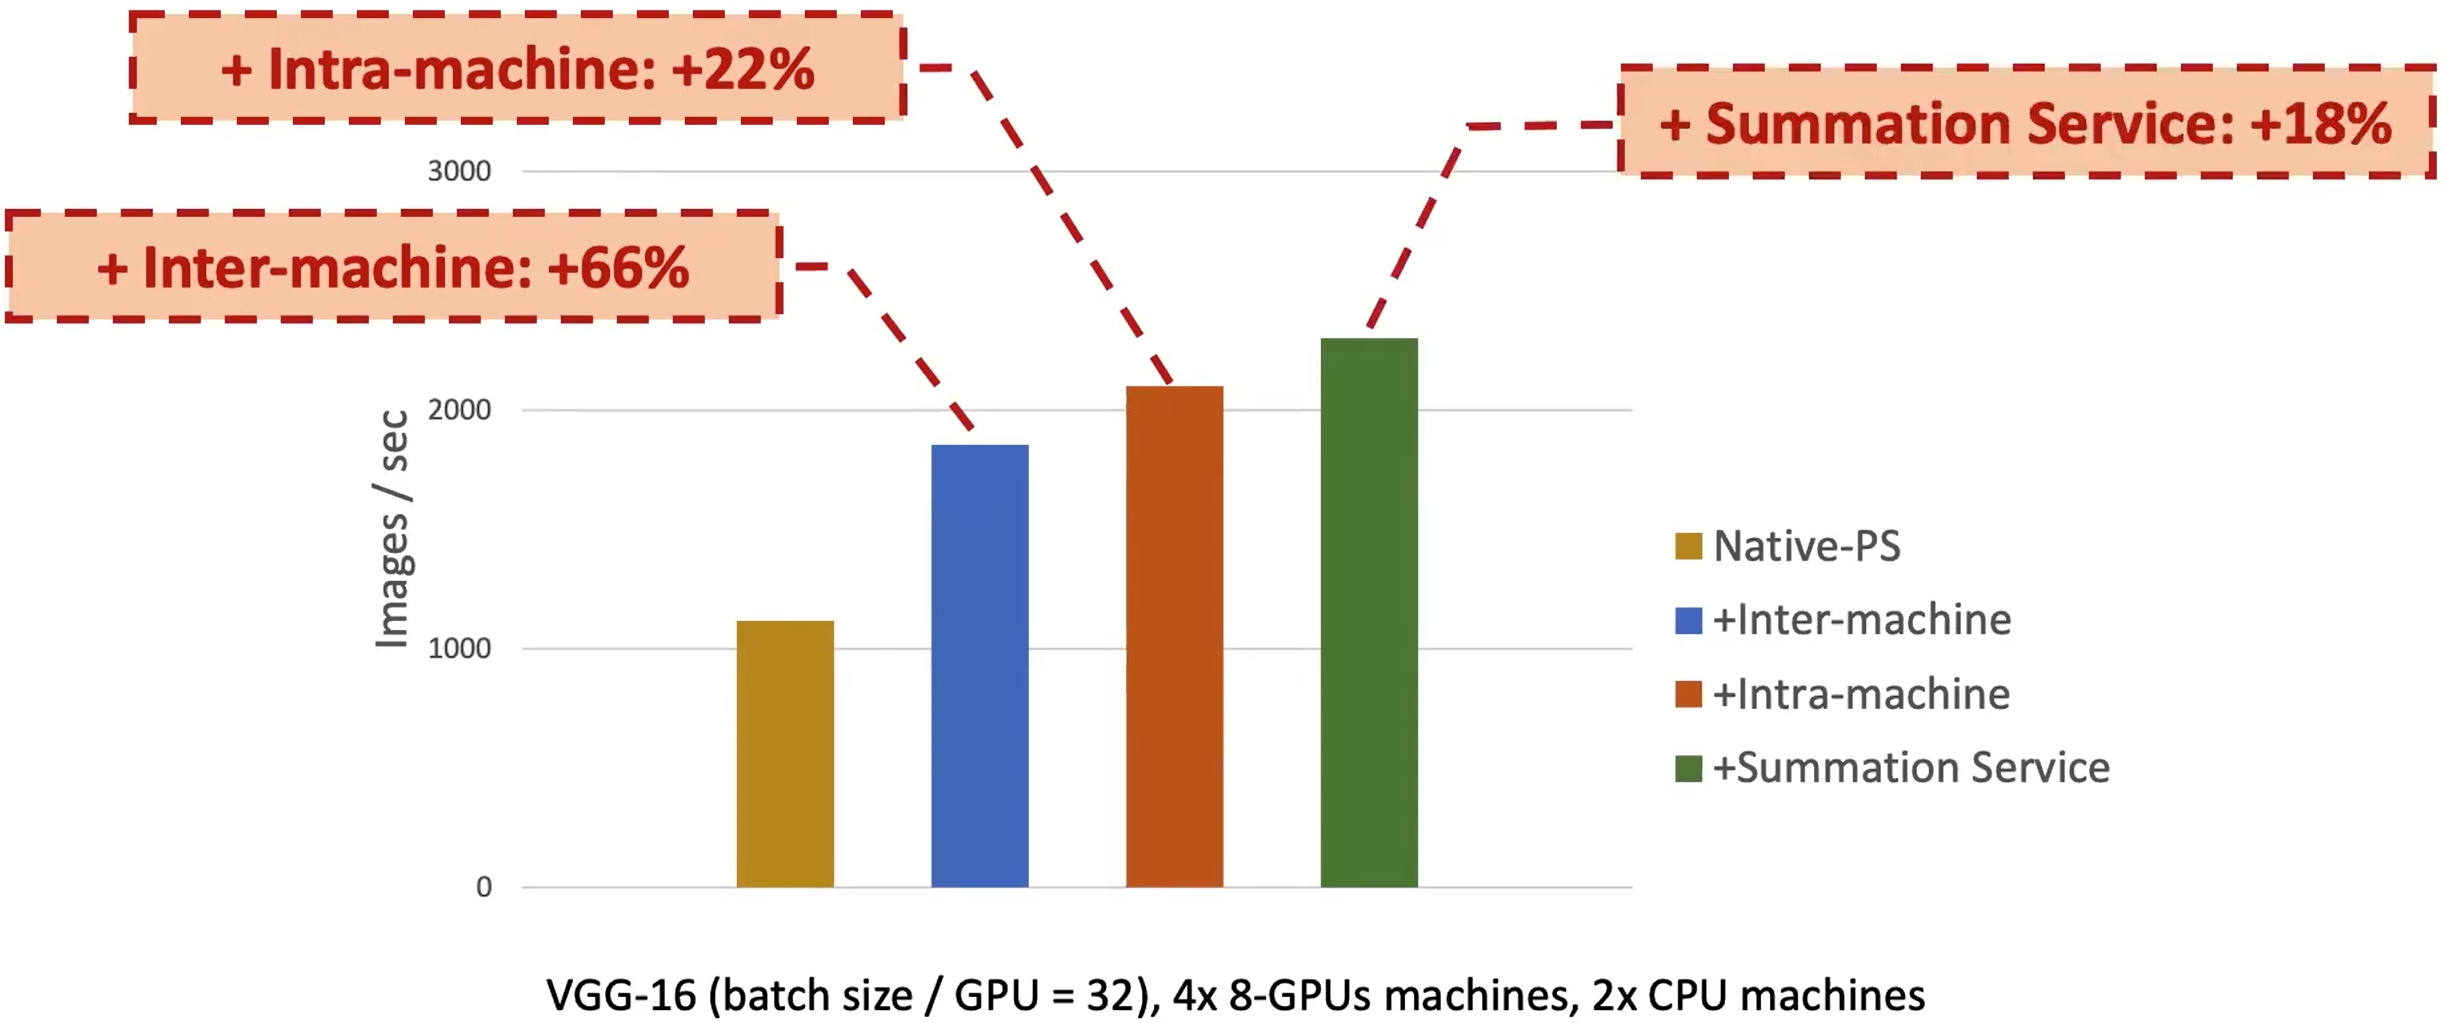 + Intra-machine: +22%
+ Summation Service: +18%
3000
+ Inter-machine: +66%
2000
Images / sec
1000
0
Native-PS
+Inter-machine
+Intra-machine
+Summation Service
VGG-16 (batch size / GPU = 32), 4x 8-GPUs machines, 2x CPU machines